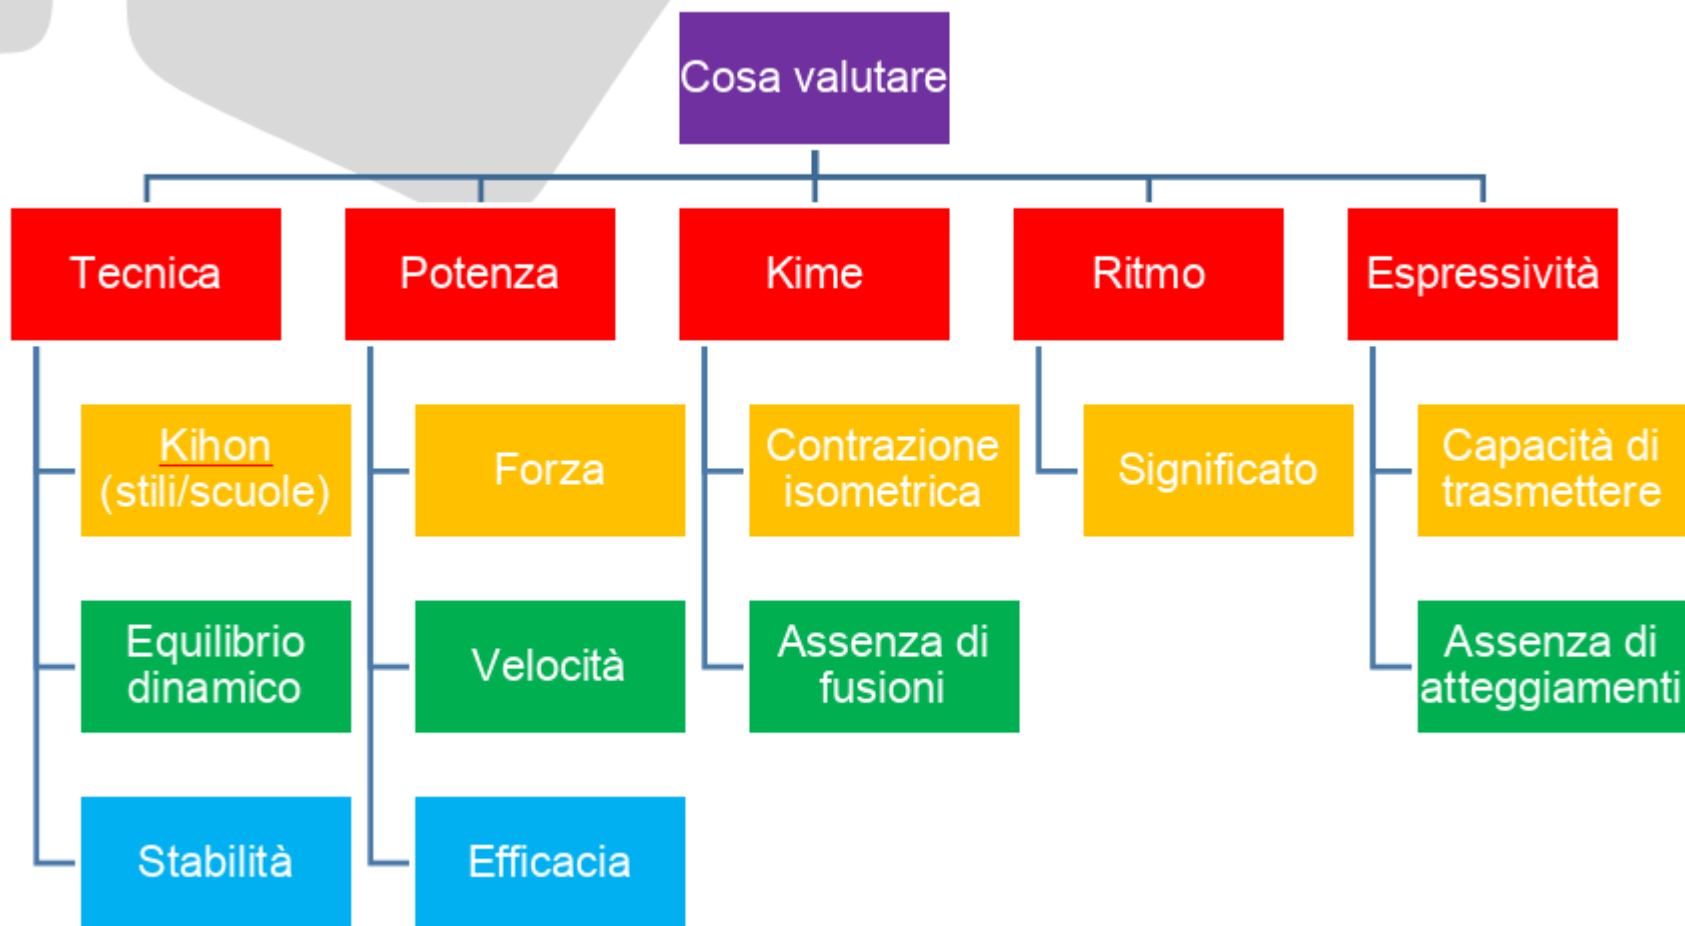 Cosa valutare
Tecnica
Potenza
Kime
Ritmo
Espressività
Kihon
(stili/scuole)
Forza
Contrazione
isometrica
Significato
Capacità di
trasmettere
Equilibrio
dinamico
Velocità
Assenza di
fusioni
Assenza di
atteggiamenti
Stabilità
Efficacia